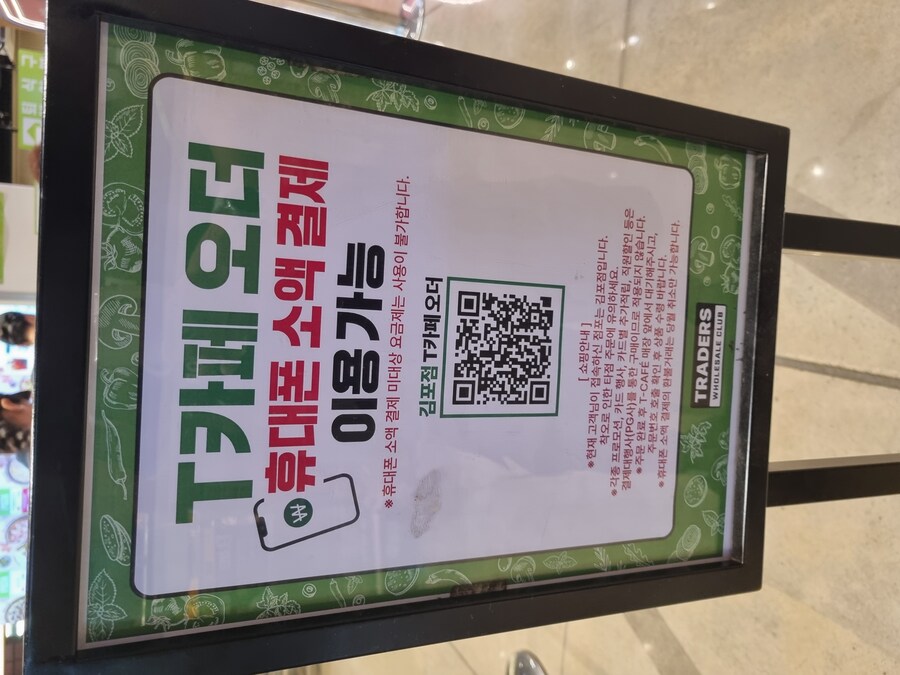 T카페 오더
휴대폰 소액 결제
이용 가능
※ 휴대폰 소액 결제 미대상 요금제는 사용이 불가합니다.
김포점 T카페오더
[ 쇼핑안내 ]
※현재 고객님이 접속하신 점포는 김포점입니다.
착오로 인한 타점 주문에 유의하세요.
※각종 프로모션, 카드 행사, 카드별 추가적립, 직원할인 등은
결제대행사(PG사)를 통한 구매이므로 적용되지 않습니다.
※주문 완료 후 T-CAFE 매장 앞에서 대기해주시고,
주문번호 호출 확인 후 상품 수령 바랍니다.
※휴대폰 소액 결제의 환불거래는 당월 취소만 가능합니다.
TRADERS
WHOLESALE CLUB